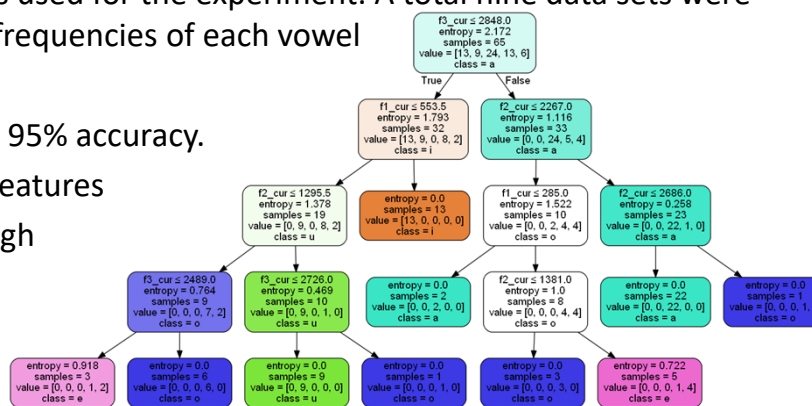 s used for the experiment. A total nine data sets were
frequencies of each vowel
95% accuracy.
eatures
gh
f3_cur ≤ 2848.0
entropy = 2.172
samples = 65
value = [13, 9, 24, 13, 6]
class = a
True
False
f1_cur ≤ 553.5
entropy = 1.793
samples = 32
value = [13, 9, 0, 8, 2]
class = i
f2_cur ≤ 2267.0
entropy = 1.116
samples = 33
value = [0, 0, 24, 5, 4]
class = a
f2_cur ≤ 1295.5
entropy = 1.378
samples = 19
value = [0, 9, 0, 8, 2]
class = u
entropy = 0.0
samples = 13
value = [13, 0, 0, 0, 0]
class = i
f1_cur ≤ 285.0
entropy = 1.522
samples = 10
value = [0, 0, 2, 4, 4]
class = o
f2_cur ≤ 2686.0
entropy = 0.258
samples = 23
value = [0, 0, 22, 1, 0]
class = a
f3_cur ≤ 2489.0
entropy = 0.764
samples = 9
value = [0, 0, 0, 7, 2]
class = o
f3_cur ≤ 2726.0
entropy = 0.469
samples = 10
value = [0, 9, 0, 1, 0]
class = u
entropy = 0.0
samples = 2
value = [0, 0, 2, 0, 0]
class = a
f2_cur ≤ 1381.0
entropy = 1.0
samples = 8
value = [0, 0, 0, 4, 4]
class = o
entropy = 0.0
samples = 22
value = [0, 0, 22, 0, 0]
class = a
entropy = 0.0
samples = 1
value = [0, 0, 0, 1,
class = o
entropy = 0.918
samples = 3
value = [0, 0, 0, 1, 2]
class = e
entropy = 0.0
samples = 6
value = [0, 0, 0, 6, 0]
class = o
entropy = 0.0
samples = 9
value = [0, 9, 0, 0, 0]
class = u
entropy = 0.0
samples = 1
value = [0, 0, 0, 1, 0]
class = o
entropy = 0.0
samples = 3
value = [0, 0, 0, 3, 0]
class = o
entropy = 0.722
samples = 5
value = [0, 0, 0, 1, 4]
class = e